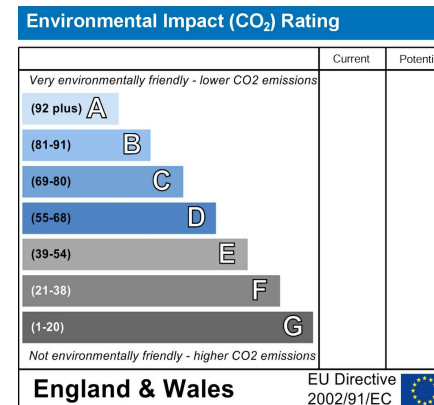 Environmental Impact (CO₂) Rating
Current Potenti
Very environmentally friendly - lower CO2 emissions
(92 plus) A
(81-91) B
(69-80) C
(55-68) D
(39-54) E
(21-38) F
(1-20) G
Not environmentally friendly - higher CO2 emissions
England & Wales
EU Directive
2002/91/EC